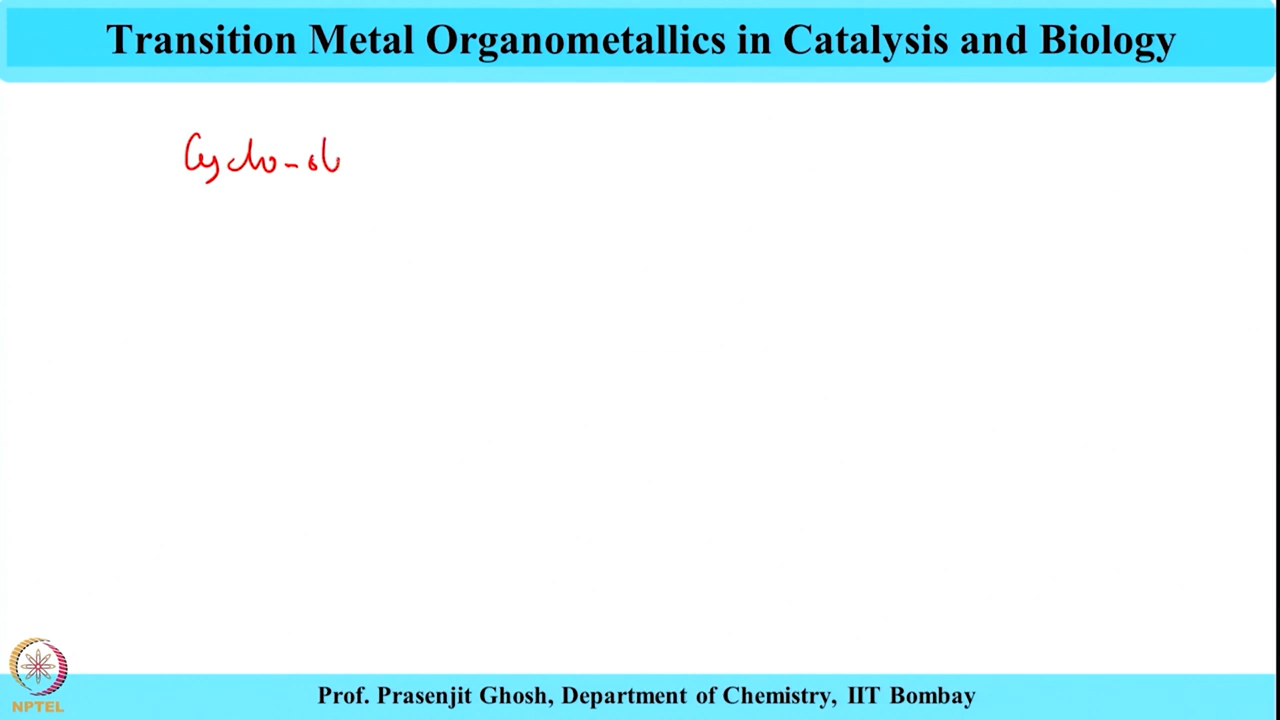 Transition Metal Organometallics in Catalysis and Biology
Cyclo-ol
NPTEL
Prof. Prasenjit Ghosh, Department of Chemistry, IIT Bombay